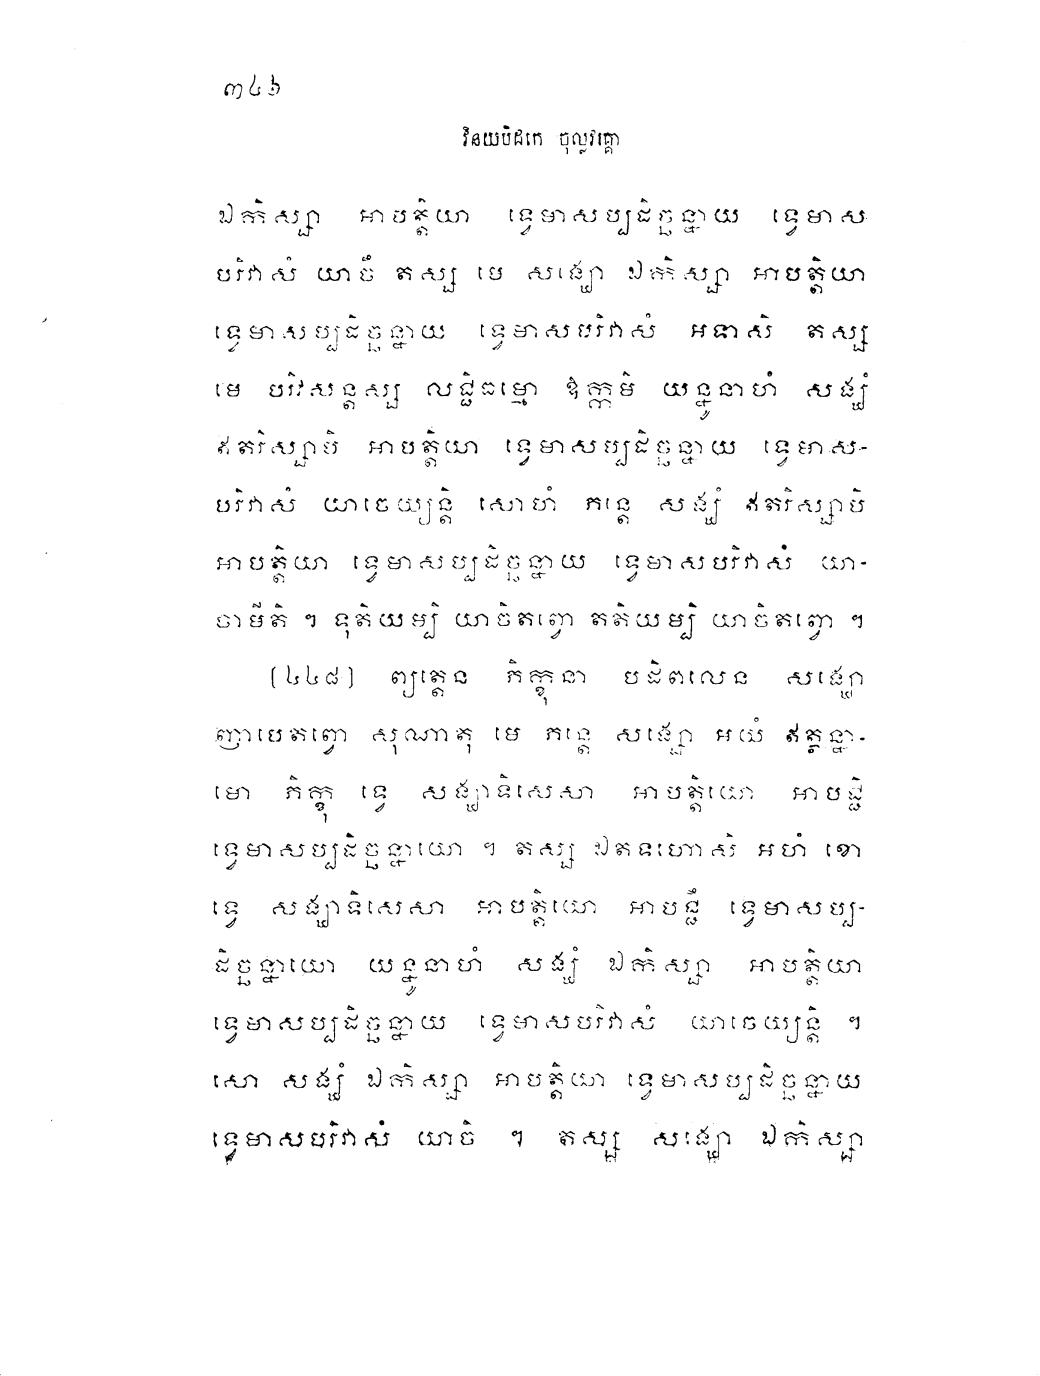 ៣៤៦
វិនយបិដកេ ចុល្លវគ្គោ
ឯកិស្សា អាបត្តិយា ទ្វេមាសប្បដិច្ឆន្នាយ ទ្វេមាស
បរិវាសំ យាចឹ តស្ស មេ សង្ឃោ ឯកិស្សា អាបត្តិយា
ទ្វេមាសប្បដិច្ឆន្នាយ ទ្វេមាសបរិវាសំ អទាសិ តស្ស
មេ បរិវសន្តស្ស លជ្ជិធម្មោ ឱក្កមិ យន្នូនាហំ សង្ឃំ
ឥតរិស្សាបិ អាបត្តិយា ទ្វេមាសប្បដិច្ឆន្នាយ ទ្វេមាស-
បរិវាសំ យាចេយ្យន្តិ សោហំ ភន្តេ សង្ឃំ ឥតរិស្សាបិ
អាបត្តិយា ទ្វេមាសប្បដិច្ឆន្នាយ ទ្វេមាសបរិវាសំ យា-
ចាមីតិ ។ ទុតិយម្បិ យាចិតព្វោ តតិយម្បិ យាចិតព្វោ ។
(៤៤៨) ព្យត្តេន ភិក្ខុនា បដិពលេន សង្ឃោ
ញាបេតព្វោ សុណាតុ មេ ភន្តេ សង្ឃោ អយំ ឥត្ថន្នា-
មោ ភិក្ខុ ទ្វេ សង្ឃាទិសេសា អាបត្តិយោ អាបជ្ជិ
ទ្វេមាសប្បដិច្ឆន្នាយោ ។ តស្ស ឯតទហោសិ អហំ ខោ
ទ្វេ សង្ឃាទិសេសា អាបត្តិយោ អាបជ្ជឹ ទ្វេមាសប្ប-
ដិច្ឆន្នាយោ យន្នូនាហំ សង្ឃំ ឯកិស្សា អាបត្តិយា
ទ្វេមាសប្បដិច្ឆន្នាយ ទ្វេមាសបរិវាសំ យាចេយ្យន្តិ ។
សោ សង្ឃំ ឯកិស្សា អាបត្តិយា ទ្វេមាសប្បដិច្ឆន្នាយ
ទ្វេមាសបរិវាសំ យាចិ ។ តស្ស សង្ឃោ ឯកិស្សា